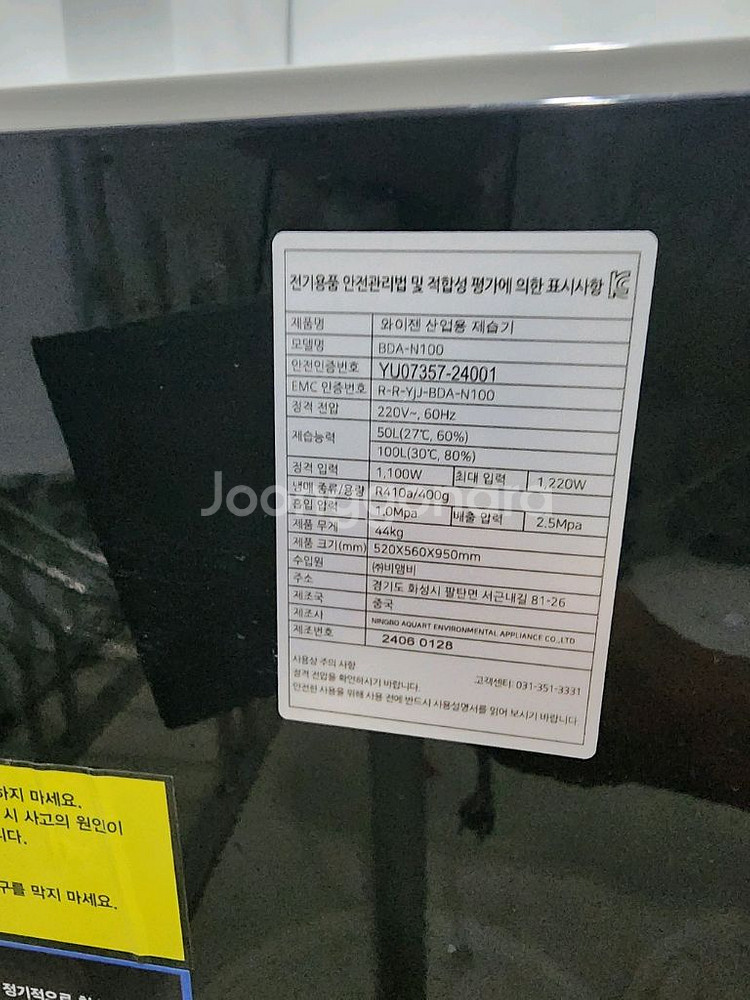 전기용품 안전관리법 및 적합성 평가에 의한 표시사항
제품명 와이젠 산업용 제습기
모델명 BDA-N100
안전인증번호 YU07357-24001
EMC 인증번호 R-R-YjJ-BDA-N100
정격 전압 220V~, 60Hz
제습능력 50L(27℃, 60%)
100L(30℃, 80%)
정격 입력 1,100W 최대 입력 1,220W
냉매 종류/용량 R410a/400g
흡입 압력 1.0Mpa 배출 압력 2.5Mpa
제품 무게 44kg
제품 크기(mm) 520X560X950mm
수입원 ㈜비앰비
주소 경기도 화성시 팔탄면 서근내길 81-26
제조국 중국
제조사 NINGBO AQUART ENVIRONMENTAL APPLIANCE CO.,LTD
제조번호 2406 0128
사용상 주의 사항
정격 전압을 확인하시기 바랍니다. 고객센터: 031-351-3331
안전한 사용을 위해 사용 전에 반드시 사용설명서를 읽어 보시기 바랍니다
Joonggonara
하지 마세요.
시 사고의 원인이
니다.
구를 막지 마세요.
정기적으로